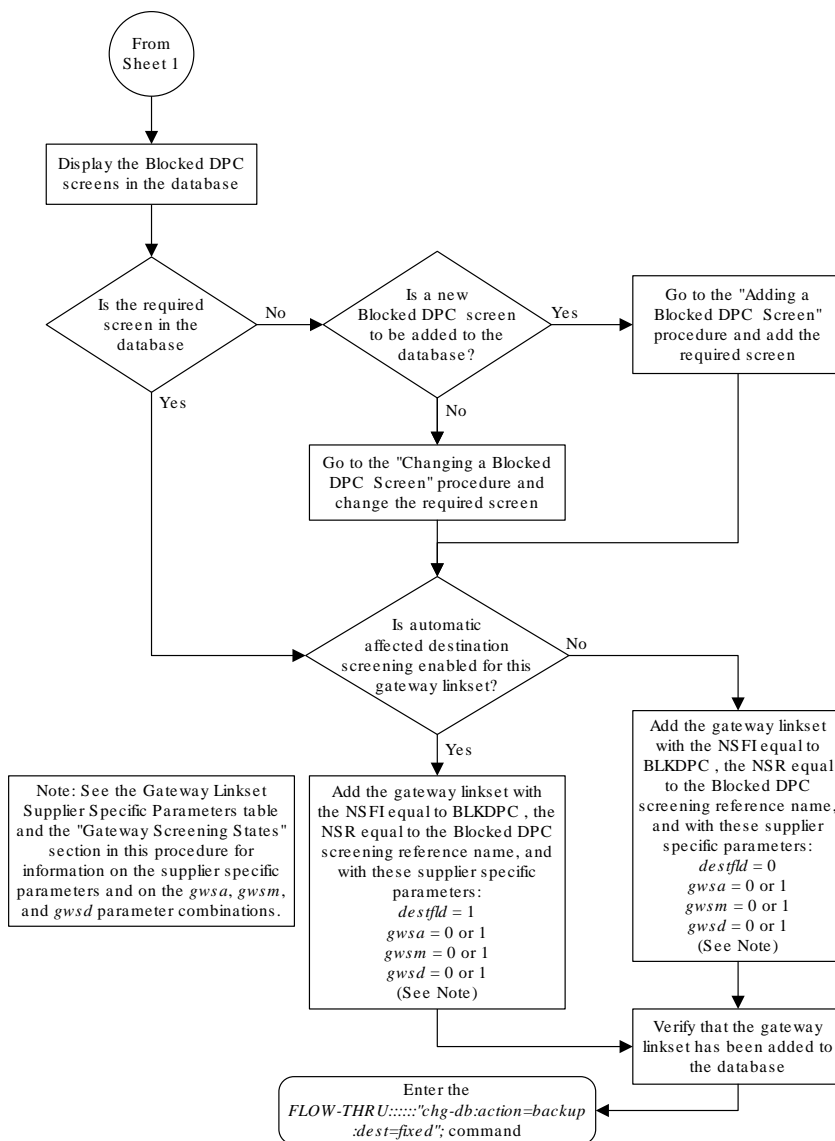 From
Sheet 1
Display the Blocked DPC
screens in the database
Is the required
screen in the
database
No
Yes
Is a new
Blocked DPC screen
to be added to the
database?
Yes
No
Go to the "Adding a
Blocked DPC Screen"
procedure and add the
required screen
Go to the "Changing a Blocked
DPC Screen" procedure and
change the required screen
Is automatic
affected destination
screening enabled for this
gateway linkset?
No
Yes
Note: See the Gateway Linkset
Supplier Specific Parameters table
and the "Gateway Screening States"
section in this procedure for
information on the supplier specific
parameters and on the gwsa, gwsm,
and gwsd parameter combinations.
Add the gateway linkset with
the NSFI equal to BLKDPC , the
NSR equal to the Blocked DPC
screening reference name, and
with these supplier specific
parameters:
destfld = 1
gwsa = 0 or 1
gwsm = 0 or 1
gwsd = 0 or 1
(See Note)
Add the gateway linkset
with the NSFI equal to
BLKDPC , the NSR equal
to the Blocked DPC
screening reference name,
and with these supplier
specific parameters:
destfld = 0
gwsa = 0 or 1
gwsm = 0 or 1
gwsd = 0 or 1
(See Note)
Verify that the gateway
linkset has been added to
the database
Enter the
FLOW-THRU::::::"chg-db:action=backup
:dest=fixed"; command